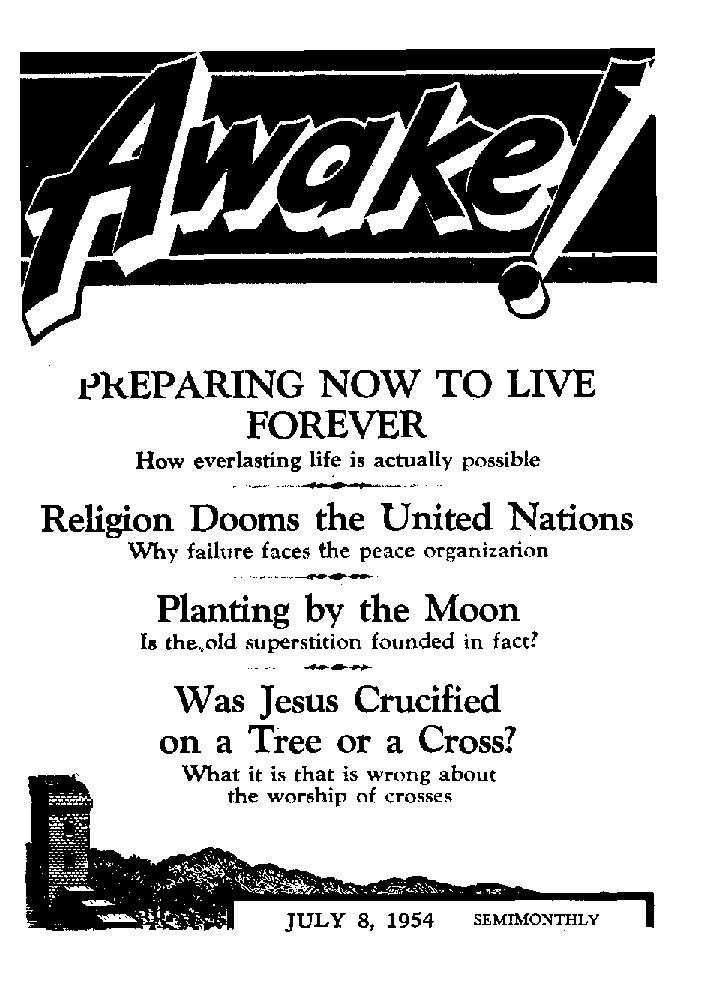 Awake!
PREPARING NOW TO LIVE
FOREVER
How everlasting life is actually possible
Religion Dooms the United Nations
Why failure faces the peace organization
Planting by the Moon
Is the old superstition founded in fact?
Was Jesus Crucified
on a Tree or a Cross?
What it is that is wrong about
the worship of crosses
JULY 8, 1954 SEMIMONTHLY